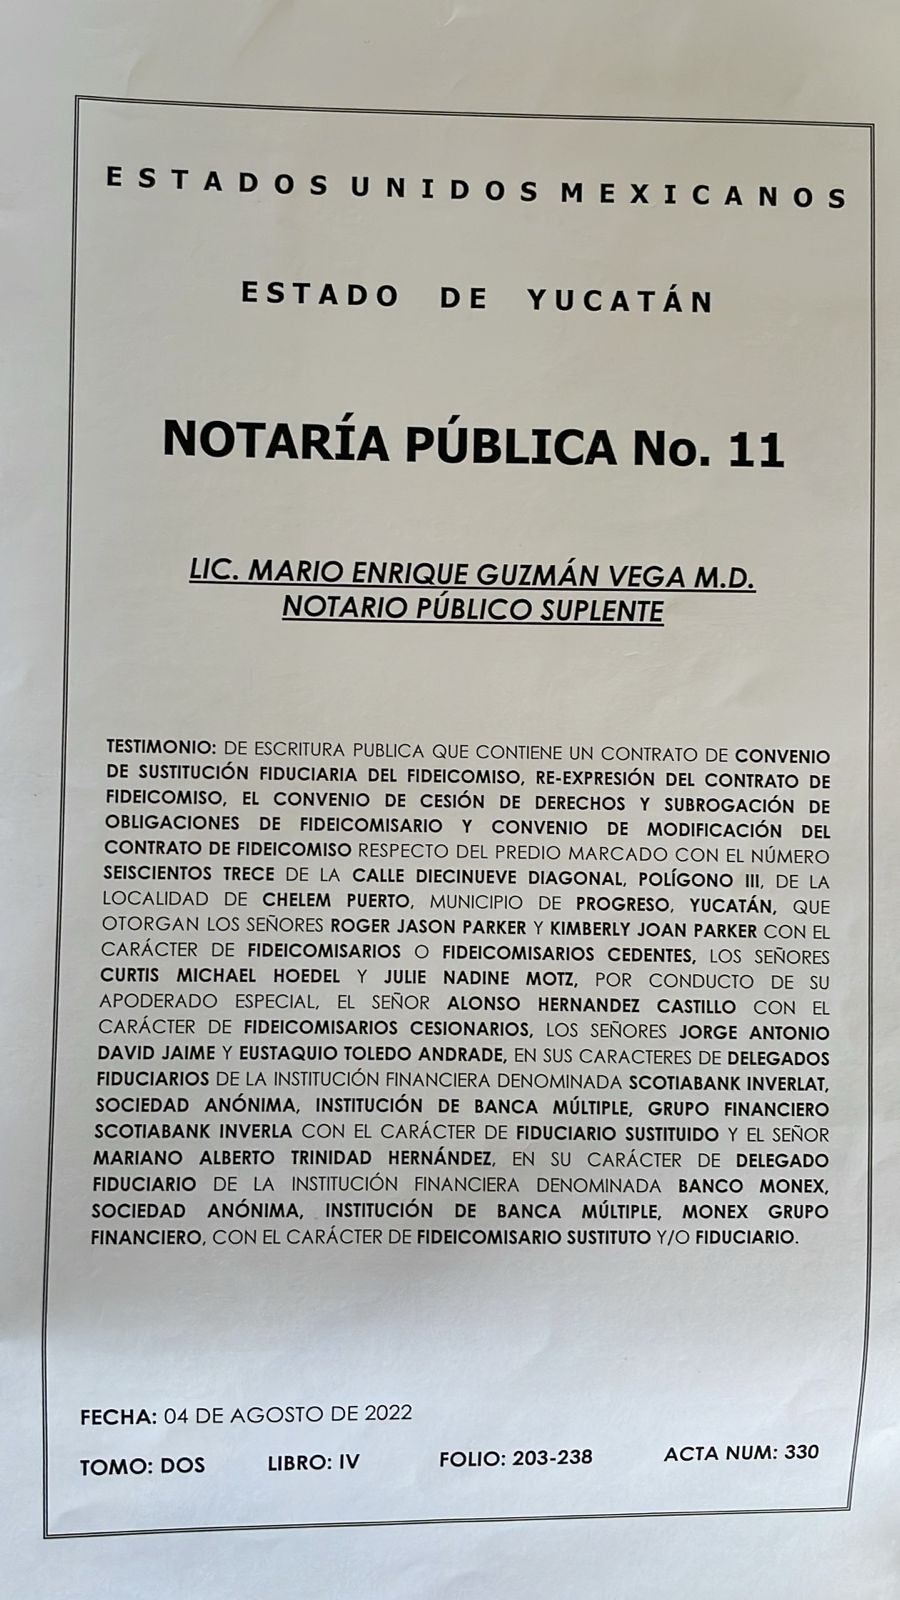 ESTADOS UNIDOS MEXICANOS
ESTADO DE YUCATÁN
NOTARÍA PÚBLICA No. 11
LIC. MARIO ENRIQUE GUZMÁN VEGA M.D.
NOTARIO PÚBLICO SUPLENTE
TESTIMONIO: DE ESCRITURA PUBLICA QUE CONTIENE UN CONTRATO DE CONVENIO
DE SUSTITUCIÓN FIDUCIARIA DEL FIDEICOMISO, RE-EXPRESIÓN DEL CONTRATO DE
FIDEICOMISO, EL CONVENIO DE CESIÓN DE DERECHOS Y SUBROGACIÓN DE
OBLIGACIONES DE FIDEICOMISARIO Y CONVENIO DE MODIFICACIÓN DEL
CONTRATO DE FIDEICOMISO RESPECTO DEL PREDIO MARCADO CON EL NÚMERO
SEISCIENTOS TRECE DE LA CALLE DIECINUEVE DIAGONAL, POLÍGONO III, DE LA
LOCALIDAD DE CHELEM PUERTO, MUNICIPIO DE PROGRESO, YUCATÁN, QUE
OTORGAN LOS SEÑORES ROGER JASON PARKER Y KIMBERLY JOAN PARKER CON EL
CARÁCTER DE FIDEICOMISARIOS O FIDEICOMISARIOS CEDENTES, LOS SEÑORES
CURTIS MICHAEL HOEDEL Y JULIE NADINE MOTZ, POR CONDUCTO DE SU
APODERADO ESPECIAL, EL SEÑOR ALONSO HERNANDEZ CASTILLO CON EL
CARÁCTER DE FIDEICOMISARIOS CESIONARIOS, LOS SEÑORES JORGE ANTONIO
DAVID JAIME Y EUSTAQUIO TOLEDO ANDRADE, EN SUS CARACTERES DE DELEGADOS
FIDUCIARIOS DE LA INSTITUCIÓN FINANCIERA DENOMINADA SCOTIABANK INVERLAT,
SOCIEDAD ANÓNIMA, INSTITUCIÓN DE BANCA MÚLTIPLE, GRUPO FINANCIERO
SCOTIABANK INVERLA CON EL CARÁCTER DE FIDUCIARIO SUSTITUIDO Y EL SEÑOR
MARIANO ALBERTO TRINIDAD HERNÁNDEZ, EN SU CARÁCTER DE DELEGADO
FIDUCIARIO DE LA INSTITUCIÓN FINANCIERA DENOMINADA BANCO MONEX,
SOCIEDAD ANÓNIMA, INSTITUCIÓN DE BANCA MÚLTIPLE, MONEX GRUPO
FINANCIERO, CON EL CARÁCTER DE FIDEICOMISARIO SUSTITUTO Y/O FIDUCIARIO.
FECHA: 04 DE AGOSTO DE 2022
TOMO: DOS LIBRO: IV FOLIO: 203-238 ACTA NUM: 330